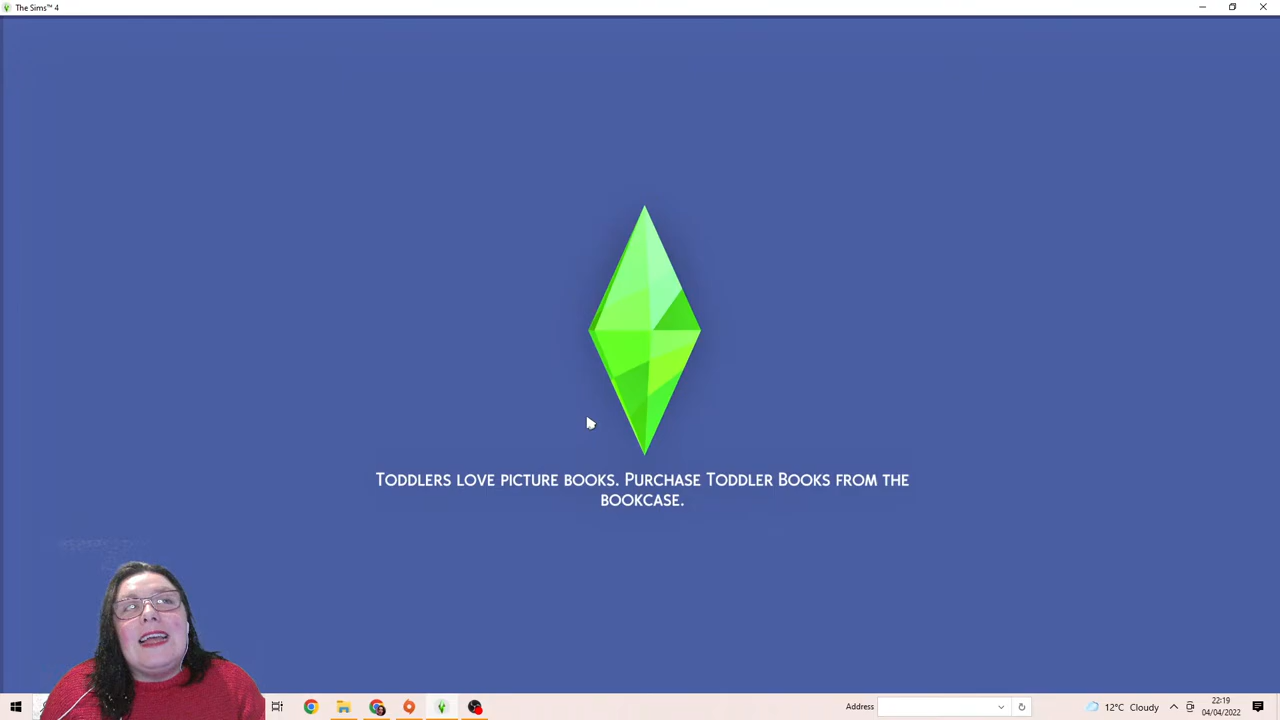 The Sims™ 4
Toddlers love picture books. Purchase Toddler Books from the
bookcase.
Address
12°C Cloudy
22:19
04/04/2022